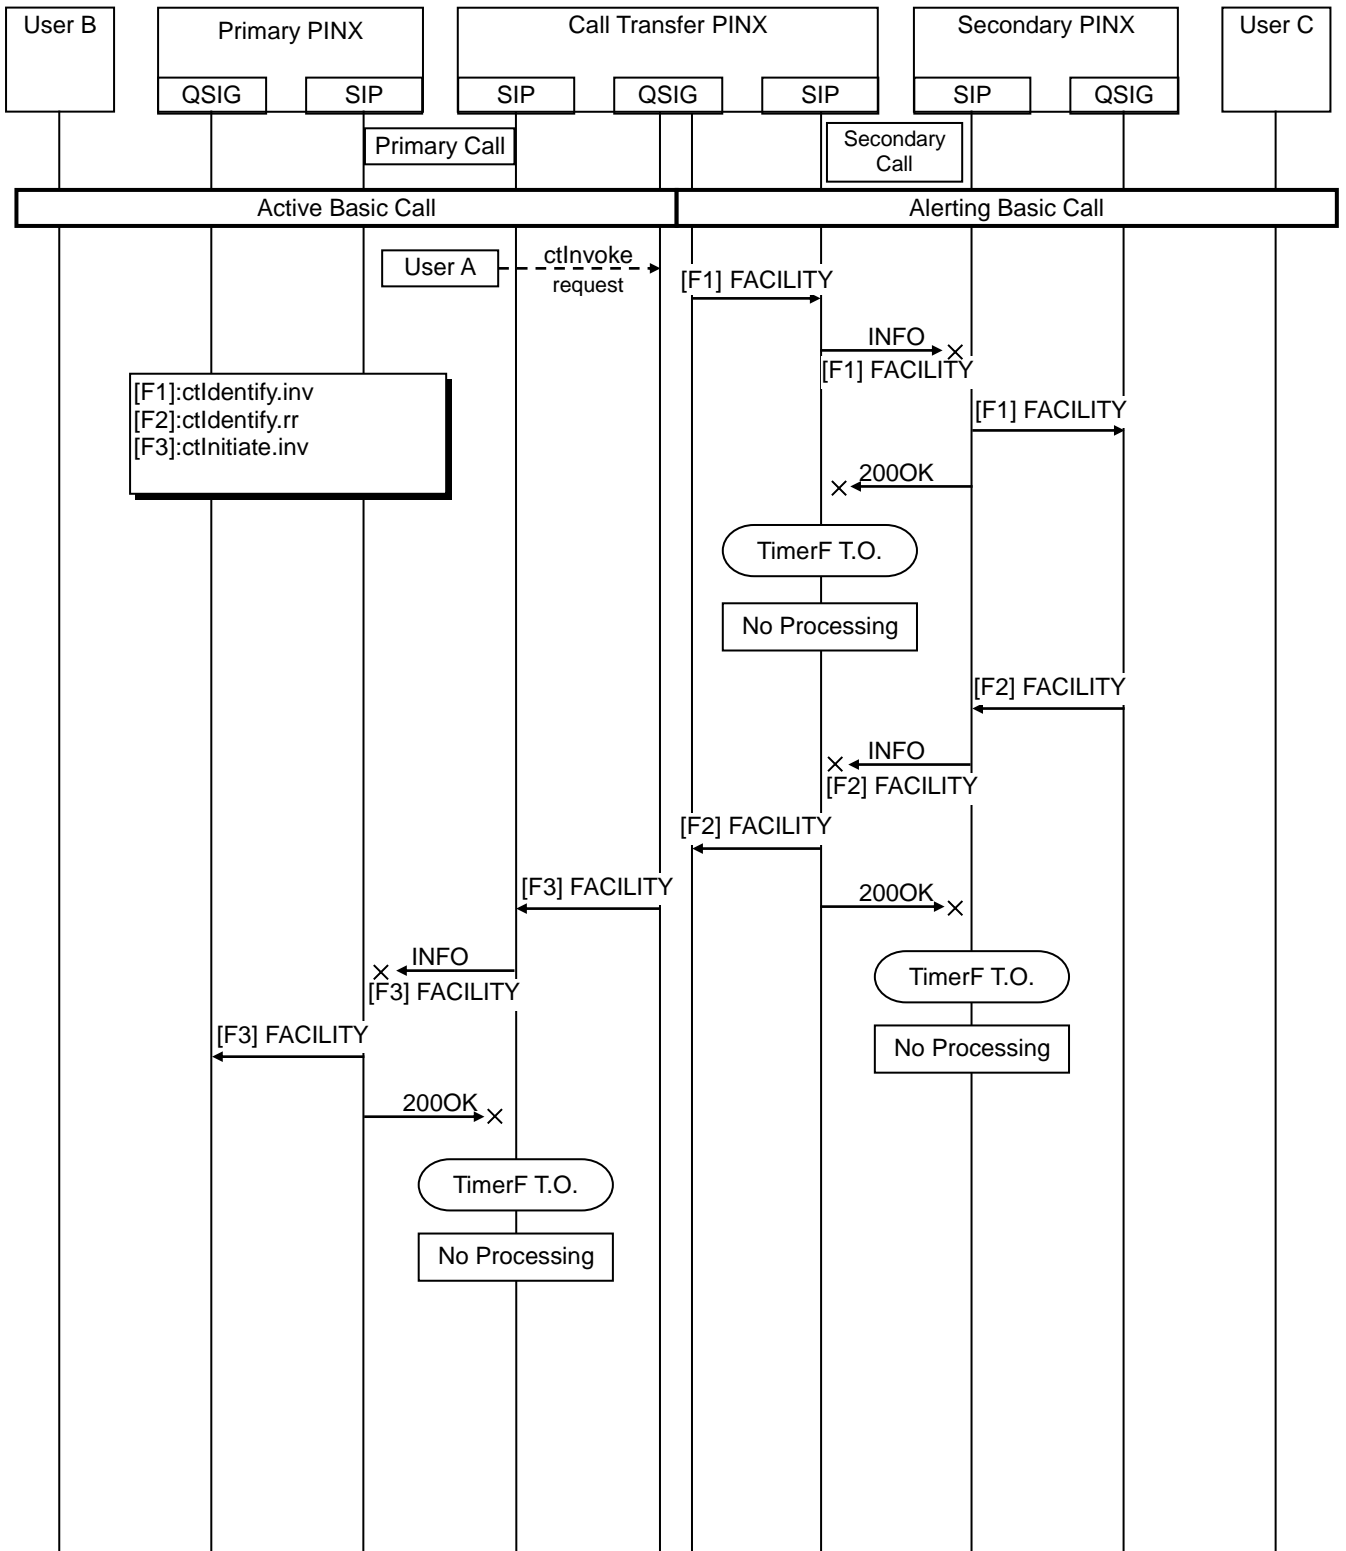 User B
Primary PINX
Call Transfer PINX
Secondary PINX
User C
QSIG
SIP
SIP
QSIG
SIP
SIP
QSIG
Primary Call
Secondary
Call
Active Basic Call
Alerting Basic Call
User A
ctInvoke
request
[F1] FACILITY
INFO
[F1] FACILITY
[F1]:ctIdentify.inv
[F2]:ctIdentify.rr
[F3]:ctInitiate.inv
[F1] FACILITY
200OK
TimerF T.O.
No Processing
[F2] FACILITY
INFO
[F2] FACILITY
[F2] FACILITY
[F3] FACILITY
200OK
INFO
[F3] FACILITY
TimerF T.O.
[F3] FACILITY
No Processing
200OK
TimerF T.O.
No Processing